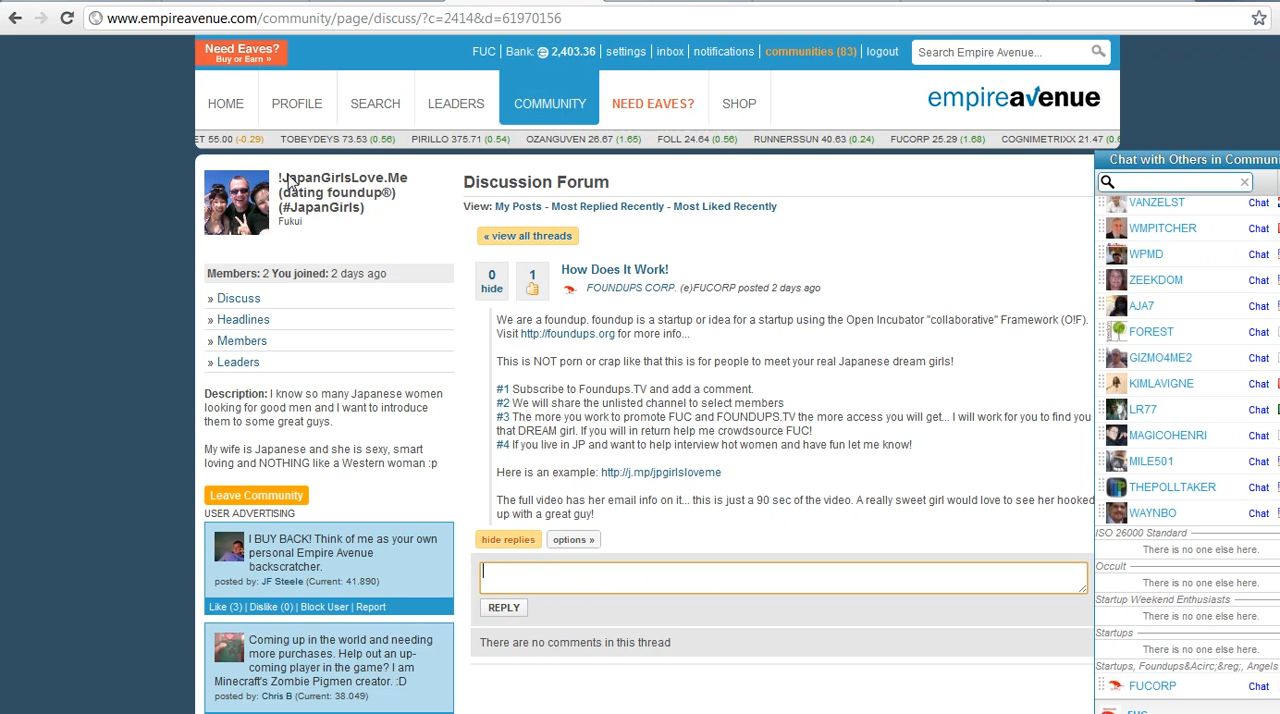 www.empireavenue.com/community/page/discuss/?c=2414&d=61970156
Need Eaves?
Buy or Earn »
FUC | Bank: 2,403.36 | settings | inbox | notifications | communities (83) | logout
Search Empire Avenue...
HOME PROFILE SEARCH LEADERS COMMUNITY NEED EAVES? SHOP
empireavenue
ET 55.00 (-0.29) TOBEYDEYS 73.53 (0.56) PIRILLO 375.71 (0.54) OZANGUVEN 26.67 (1.65) FOLL 24.64 (0.56) RUNNERSSUN 40.63 (0.24) FUCORP 25.29 (1.68) COGNIMETRIXX 21.47
!JapanGirlsLove.Me
(dating foundup®)
(#JapanGirls)
Fukui
Members: 2 You joined: 2 days ago
» Discuss
» Headlines
» Members
» Leaders
Description: I know so many Japanese women
looking for good men and I want to introduce
them to some great guys.
My wife is Japanese and she is sexy, smart
loving and NOTHING like a Western woman :p
Leave Community
USER ADVERTISING
I BUY BACK! Think of me as your own
personal Empire Avenue
backscratcher.
posted by: JF Steele (Current: 41.890)
Like (3) | Dislike (0) | Block User | Report
Coming up in the world and needing
more purchases. Help out an up-
coming player in the game? I am
Minecraft's Zombie Pigmen creator. :D
posted by: Chris B (Current: 38.049)
Discussion Forum
View: My Posts - Most Replied Recently - Most Liked Recently
« view all threads
0
hide
1
How Does It Work!
FOUNDUPS CORP. (e)FUCORP posted 2 days ago
We are a foundup. foundup is a startup or idea for a startup using the Open Incubator "collaborative" Framework (O!F).
Visit http://foundups.org for more info...
This is NOT porn or crap like that this is for people to meet your real Japanese dream girls!
#1 Subscribe to Foundups.TV and add a comment.
#2 We will share the unlisted channel to select members
#3 The more you work to promote FUC and FOUNDUPS.TV the more access you will get... I will work for you to find you
that DREAM girl. If you will in return help me crowdsource FUC!
#4 If you live in JP and want to help interview hot women and have fun let me know!
Here is an example: http://j.mp/jpgirlsloveme
The full video has her email info on it... this is just a 90 sec of the video. A really sweet girl would love to see her hooked
up with a great guy!
hide replies
options »
REPLY
There are no comments in this thread
Chat with Others in Commun
VANZELST Chat
WMPITCHER Chat
WPMD Chat
ZEEKDOM Chat
AJA7 Chat
FOREST Chat
GIZMO4ME2 Chat
KIMLAVIGNE Chat
LR77 Chat
MAGICOHENRI Chat
MILE501 Chat
THEPOLLTAKER Chat
WAYNBO Chat
ISO 26000 Standard
There is no one else here.
Occult
There is no one else here.
Startup Weekend Enthusiasts
There is no one else here.
Startups
There is no one else here.
Startups, Foundups&Acirc;&reg;, Angels
FUCORP Chat